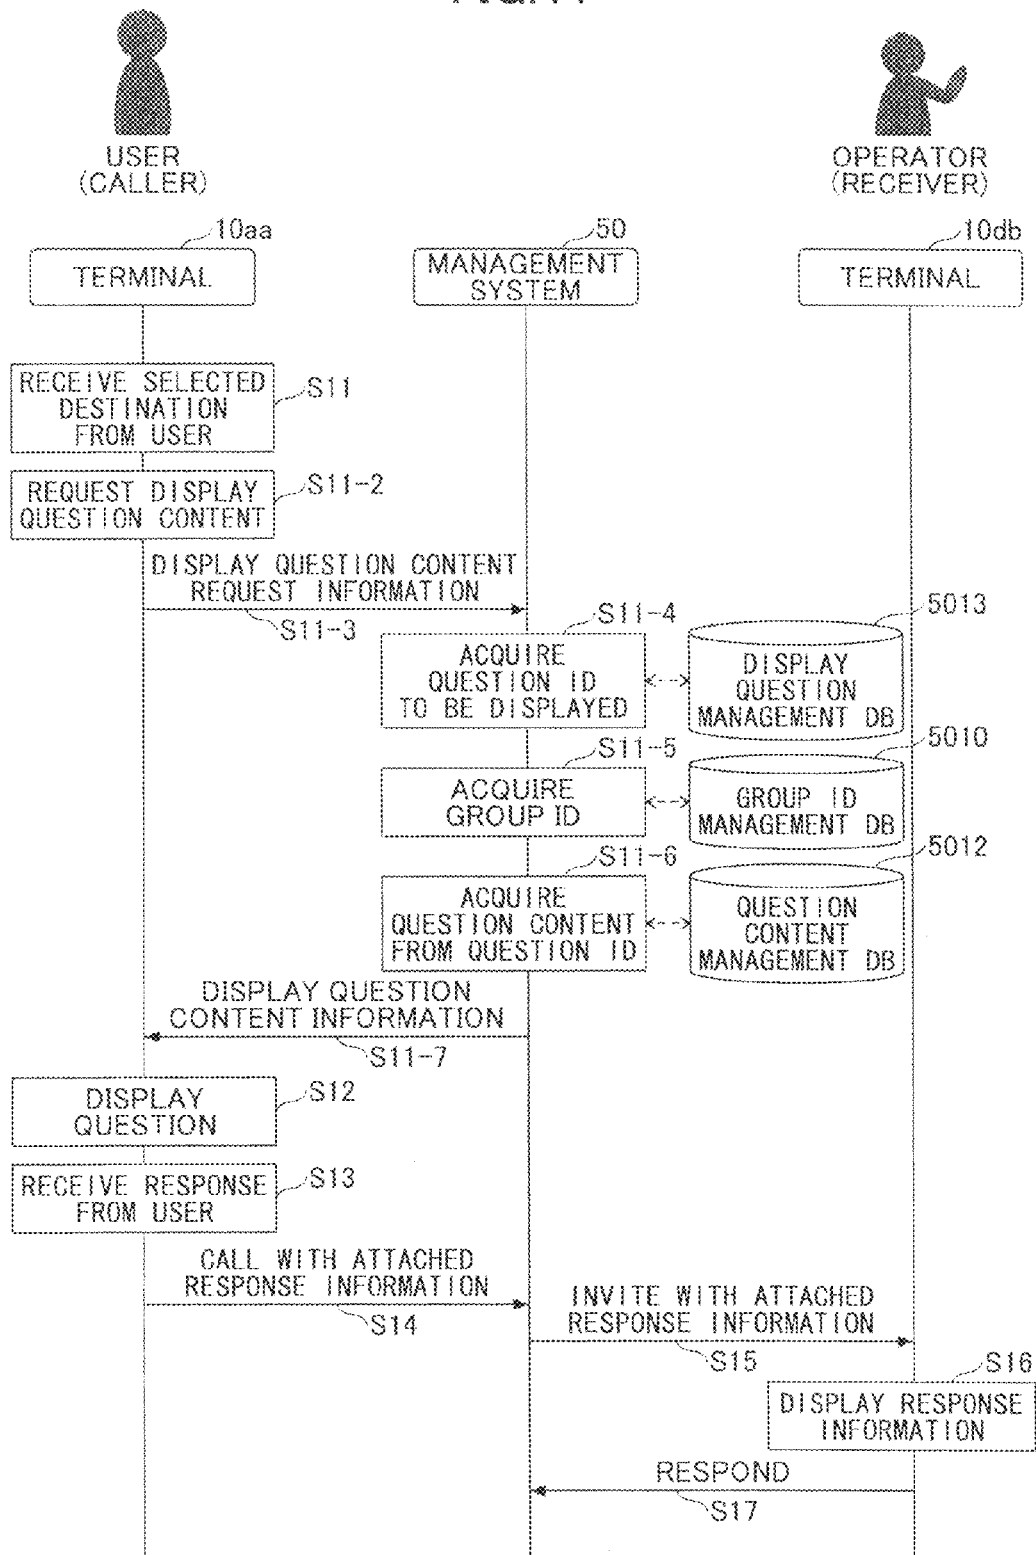 USER
(CALLER)
OPERATOR
(RECEIVER)
10aa
50
10db
TERMINAL
MANAGEMENT
SYSTEM
TERMINAL
RECEIVE SELECTED
DESTINATION
FROM USER
S11
REQUEST DISPLAY
QUESTION CONTENT
S11-2
DISPLAY QUESTION CONTENT
REQUEST INFORMATION
S11-3
S11-4
5013
ACQUIRE
QUESTION ID
TO BE DISPLAYED
DISPLAY
QUESTION
MANAGEMENT DB
S11-5
5010
ACQUIRE
GROUP ID
GROUP ID
MANAGEMENT DB
S11-6
5012
ACQUIRE
QUESTION CONTENT
FROM QUESTION ID
QUESTION
CONTENT
MANAGEMENT DB
DISPLAY QUESTION
CONTENT INFORMATION
S11-7
DISPLAY
QUESTION
S12
RECEIVE RESPONSE
FROM USER
S13
CALL WITH ATTACHED
RESPONSE INFORMATION
S14
INVITE WITH ATTACHED
RESPONSE INFORMATION
S15
S16
DISPLAY RESPONSE
INFORMATION
RESPOND
S17